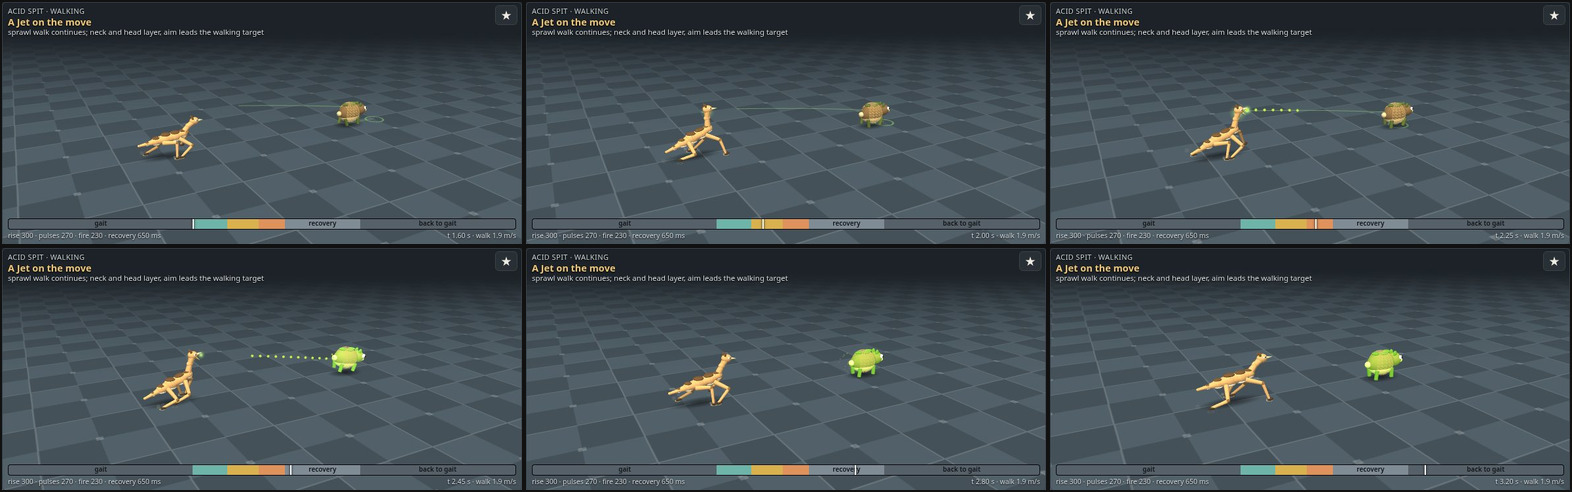 ACID SPIT - WALKING
A Jet on the move
sprawl walk continues; neck and head layer, aim leads the walking target
gait recovery back to gait
rise 300 - pulses 270 - fire 230 - recovery 650 ms t 1.60 s - walk 1.9 m/s
ACID SPIT - WALKING
A Jet on the move
sprawl walk continues; neck and head layer, aim leads the walking target
gait recovery back to gait
rise 300 - pulses 270 - fire 230 - recovery 650 ms t 2.00 s - walk 1.9 m/s
ACID SPIT - WALKING
A Jet on the move
sprawl walk continues; neck and head layer, aim leads the walking target
gait recovery back to gait
rise 300 - pulses 270 - fire 230 - recovery 650 ms t 2.25 s - walk 1.9 m/s
ACID SPIT - WALKING
A Jet on the move
sprawl walk continues; neck and head layer, aim leads the walking target
gait recovery back to gait
rise 300 - pulses 270 - fire 230 - recovery 650 ms t 2.45 s - walk 1.9 m/s
ACID SPIT - WALKING
A Jet on the move
sprawl walk continues; neck and head layer, aim leads the walking target
gait recovery back to gait
rise 300 - pulses 270 - fire 230 - recovery 650 ms t 2.80 s - walk 1.9 m/s
ACID SPIT - WALKING
A Jet on the move
sprawl walk continues; neck and head layer, aim leads the walking target
gait recovery back to gait
rise 300 - pulses 270 - fire 230 - recovery 650 ms t 3.20 s - walk 1.9 m/s